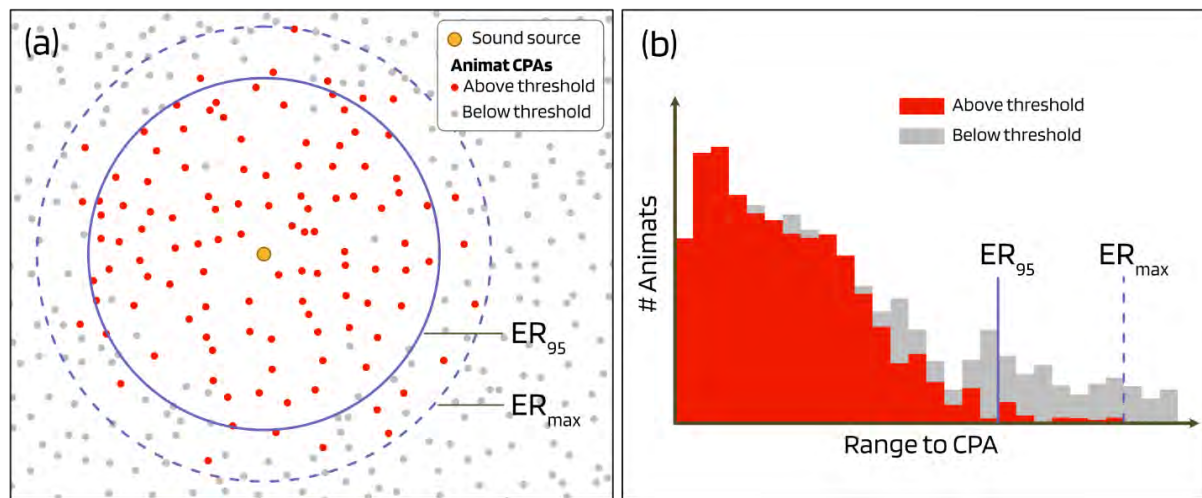 (a)
Sound source
Animat CPAs
Above threshold
Below threshold
ER95
ERmax
(b)
Above threshold
Below threshold
# Animats
ER95
ERmax
Range to CPA